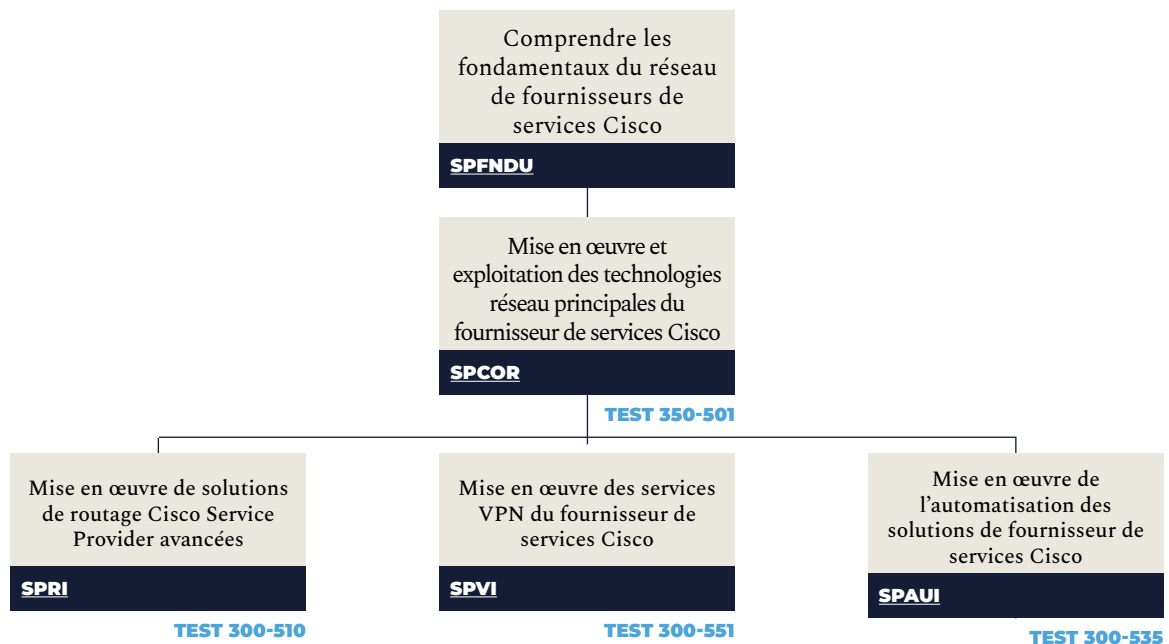 Comprendre les
fondamentaux du réseau
de fournisseurs de
services Cisco
SPFNDU
Mise en œuvre et
exploitation des technologies
réseau principales du
fournisseur de services Cisco
SPCOR
TEST 350-501
Mise en œuvre de solutions
de routage Cisco Service
Provider avancées
SPRI
TEST 300-510
Mise en œuvre des services
VPN du fournisseur de
services Cisco
SPVI
TEST 300-551
Mise en œuvre de
l’automatisation des
solutions de fournisseur de
services Cisco
SPAUI
TEST 300-535